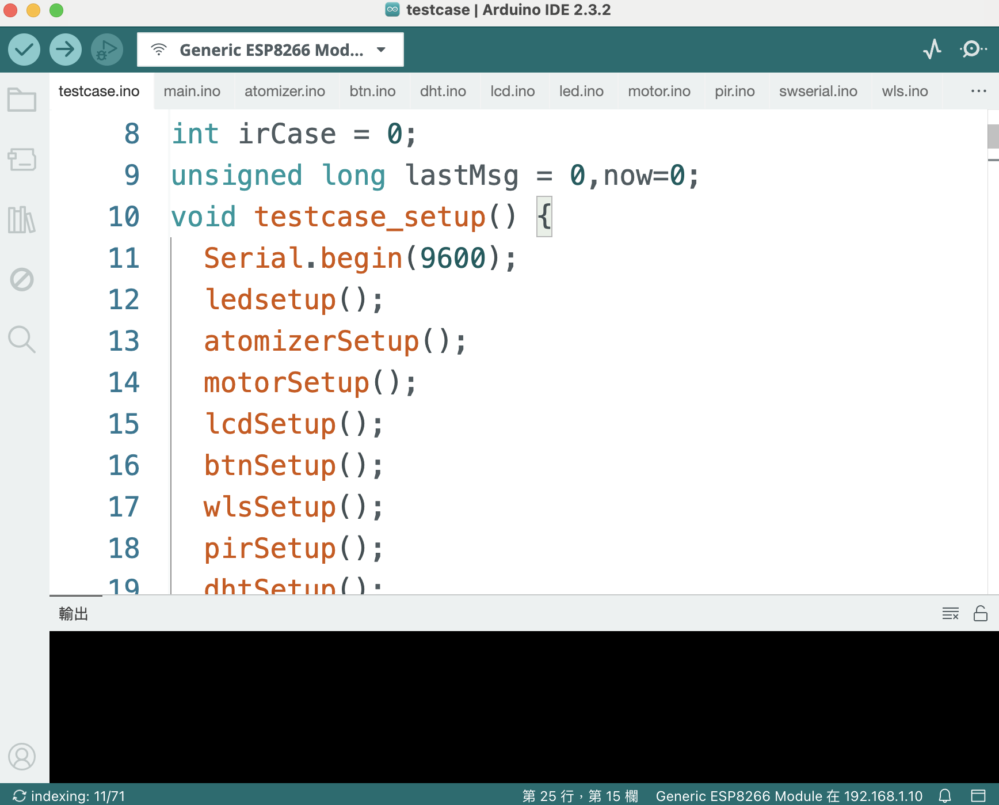 testcase | Arduino IDE 2.3.2
Generic ESP8266 Mod...
testcase.ino main.ino atomizer.ino btn.ino dht.ino lcd.ino led.ino motor.ino pir.ino swserial.ino wls.ino ...
8 int irCase = 0;
9 unsigned long lastMsg = 0,now=0;
10 void testcase_setup() {
11 Serial.begin(9600);
12 ledsetup();
13 atomizerSetup();
14 motorSetup();
15 lcdSetup();
16 btnSetup();
17 wlsSetup();
18 pirSetup();
19 dhtSetup();
輸出
indexing: 11/71 第 25 行，第 15 欄 Generic ESP8266 Module 在 192.168.1.10